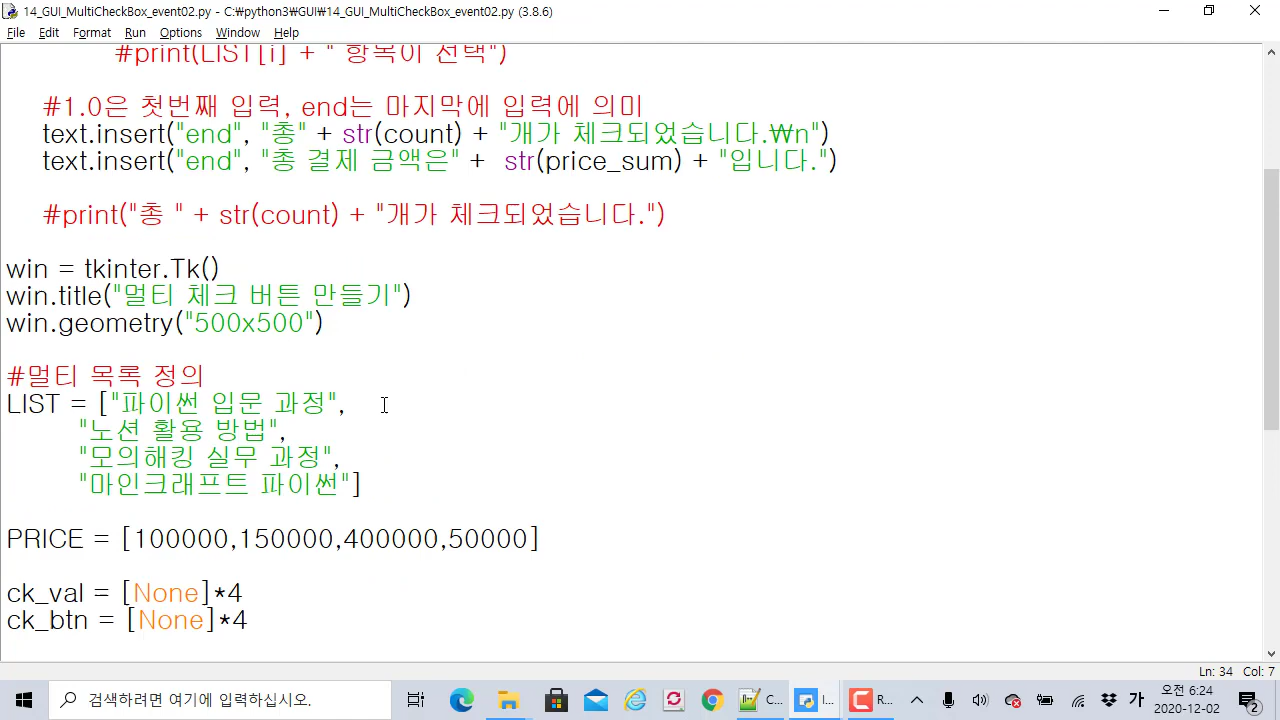 14_GUI_MultiCheckBox_event02.py - C:₩python3₩GUI₩14_GUI_MultiCheckBox_event02.py (3.8.6)
File Edit Format Run Options Window Help
#print(LIST[i] + " 항목이 선택")
#1.0은 첫번째 입력, end는 마지막에 입력에 의미
text.insert("end", "총" + str(count) + "개가 체크되었습니다.₩n")
text.insert("end", "총 결제 금액은" + str(price_sum) + "입니다.")
#print("총 " + str(count) + "개가 체크되었습니다.")
win = tkinter.Tk()
win.title("멀티 체크 버튼 만들기")
win.geometry("500x500")
#멀티 목록 정의
LIST = ["파이썬 입문 과정",
"노션 활용 방법",
"모의해킹 실무 과정",
"마인크래프트 파이썬"]
PRICE = [100000,150000,400000,50000]
ck_val = [None]*4
ck_btn = [None]*4
Ln: 34 Col: 7
검색하려면 여기에 입력하십시오.
C...
I...
R...
가
오전 6:24
2020-12-02
2